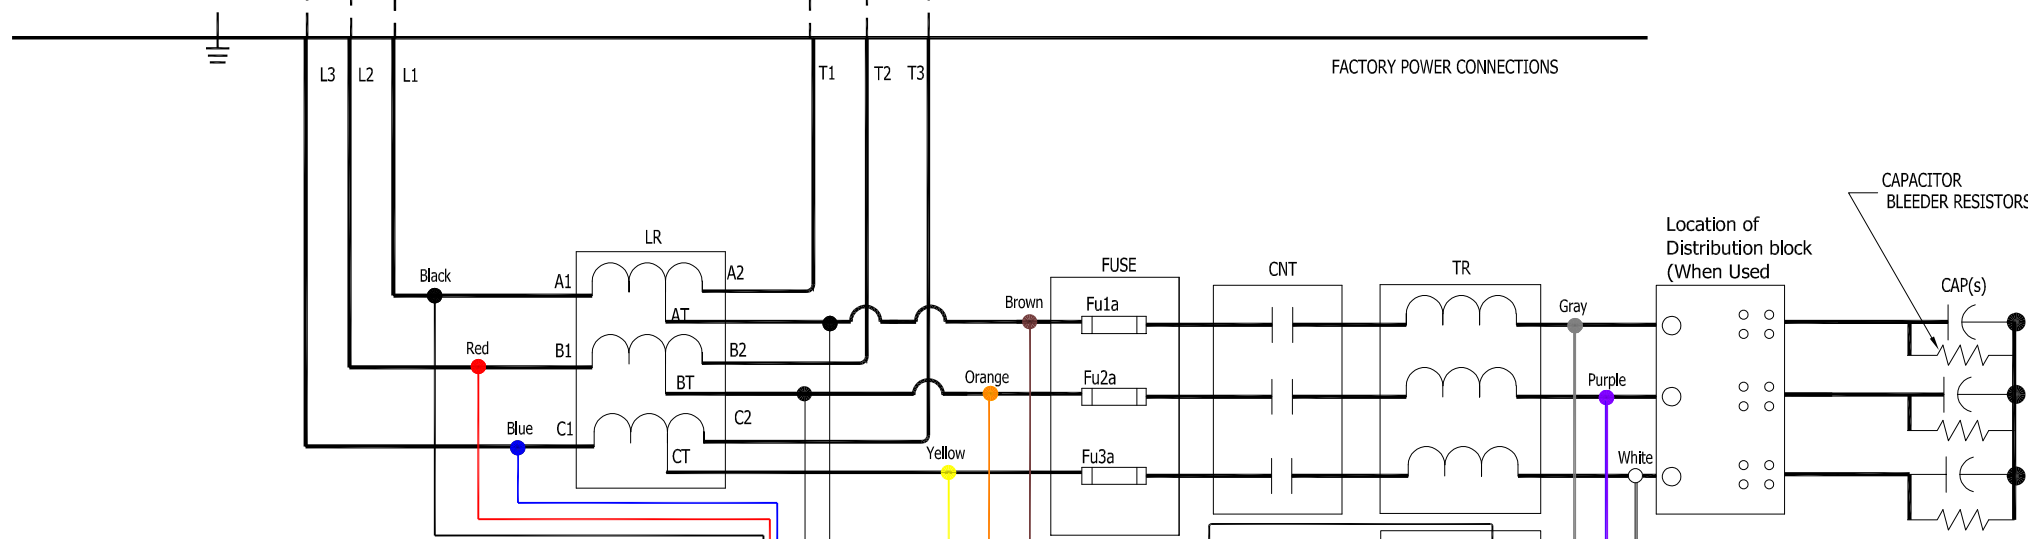 L3
L2
L1
T1
T2
T3
FACTORY POWER CONNECTIONS
CAPACITOR
BLEEDER RESISTORS
Location of
Distribution block
(When Used
LR
FUSE
CNT
TR
CAP(s)
Black
A1
A2
AT
Brown
Fu1a
Gray
Red
B1
B2
BT
Orange
Fu2a
Purple
Blue
C1
C2
CT
Yellow
Fu3a
White